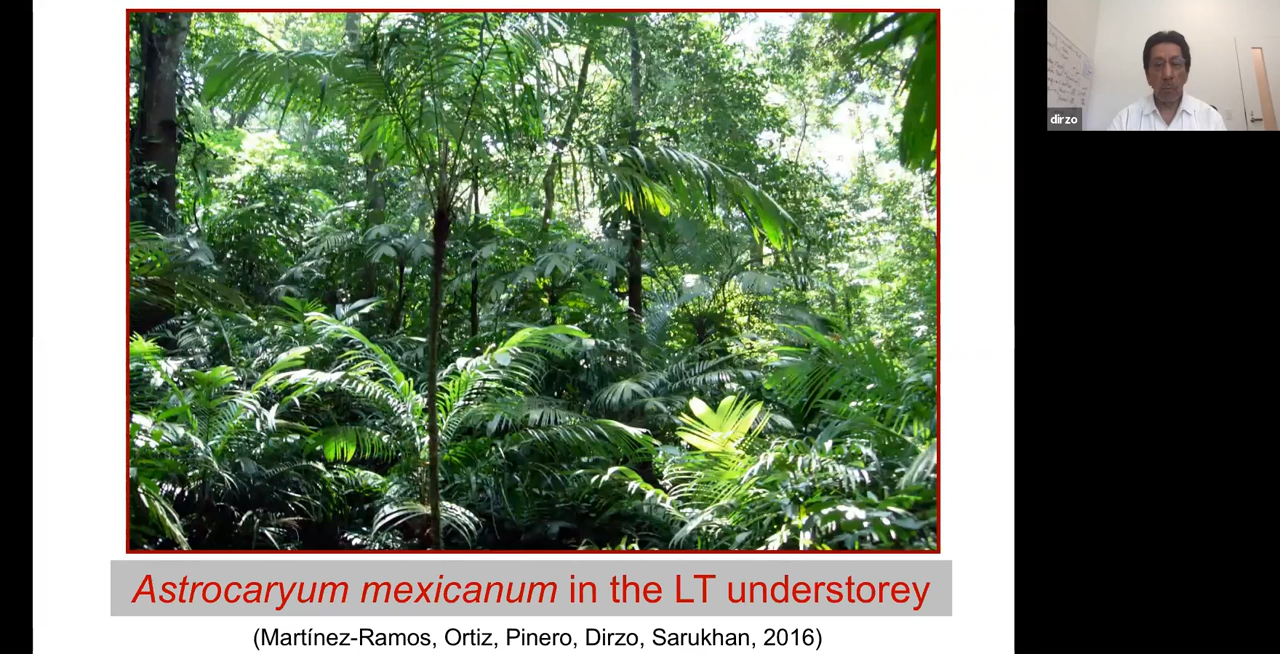 Astrocaryum mexicanum in the LT understorey
(Martínez-Ramos, Ortiz, Pinero, Dirzo, Sarukhan, 2016)
dirzo